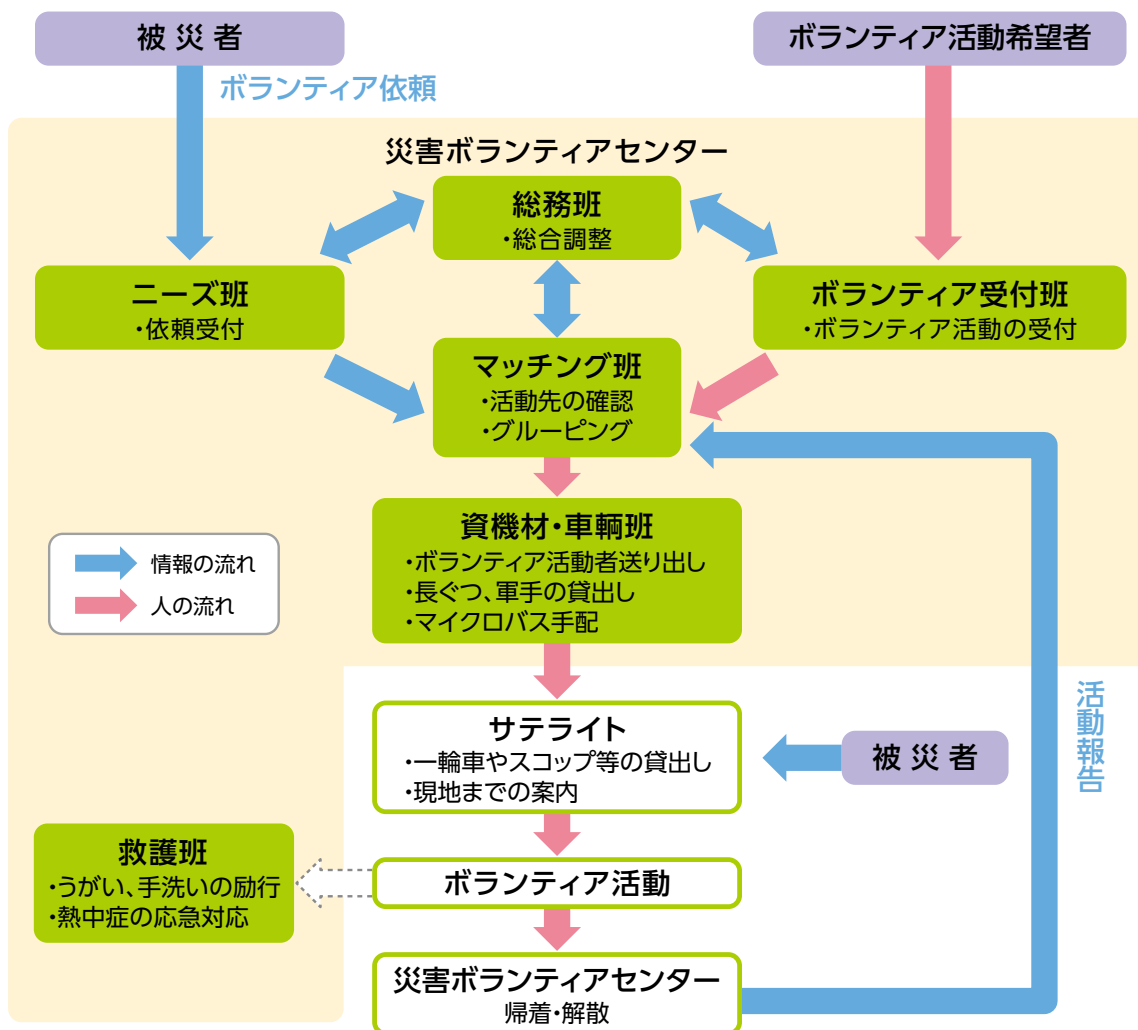 被災者
ボランティア活動希望者
ボランティア依頼
災害ボランティアセンター
総務班
・総合調整
ニーズ班
・依頼受付
ボランティア受付班
・ボランティア活動の受付
マッチング班
・活動先の確認
・グルーピング
資機材・車輌班
・ボランティア活動者送り出し
・長ぐつ、軍手の貸出し
・マイクロバス手配
情報の流れ
人の流れ
サテライト
・一輪車やスコップ等の貸出し
・現地までの案内
被災者
活動報告
救護班
・うがい、手洗いの励行
・熱中症の応急対応
ボランティア活動
災害ボランティアセンター
帰着・解散